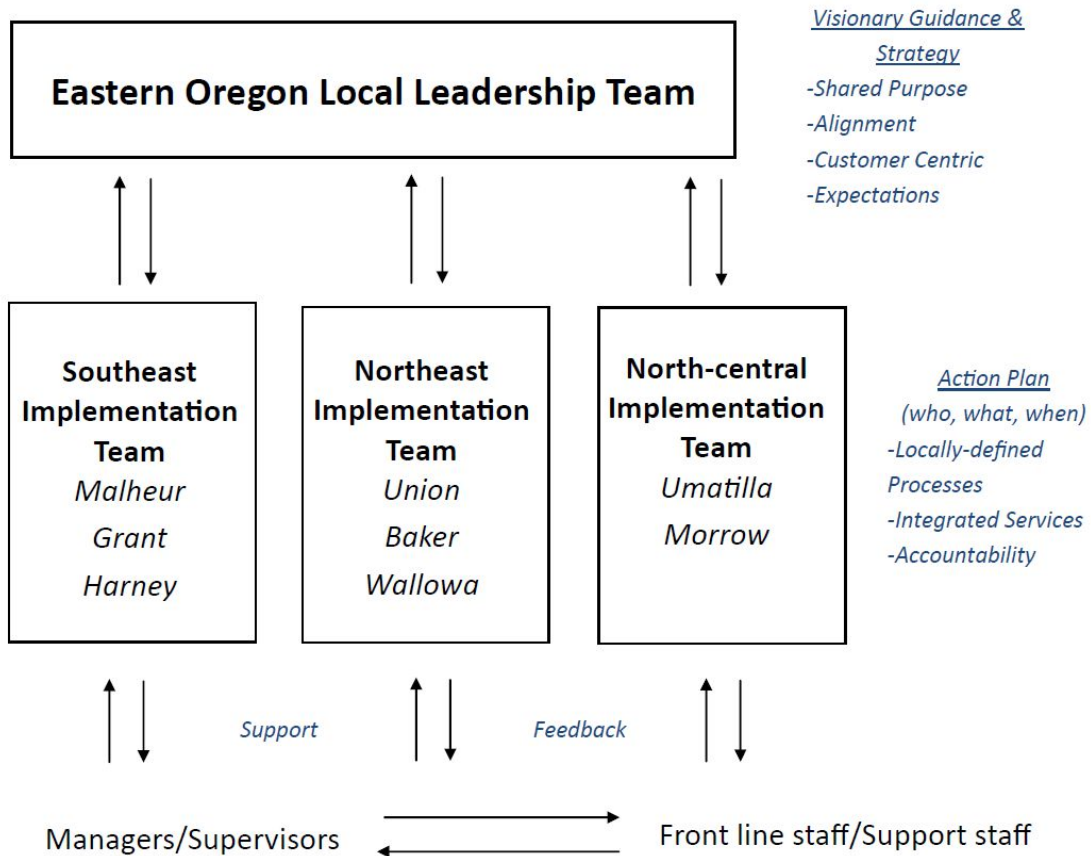 Eastern Oregon Local Leadership Team
Visionary Guidance &
Strategy
-Shared Purpose
-Alignment
-Customer Centric
-Expectations
Southeast
Implementation
Team
Malheur
Grant
Harney
Northeast
Implementation
Team
Union
Baker
Wallowa
North-central
Implementation
Team
Umatilla
Morrow
Action Plan
(who, what, when)
-Locally-defined
Processes
-Integrated Services
-Accountability
Support
Feedback
Managers/Supervisors
Front line staff/Support staff